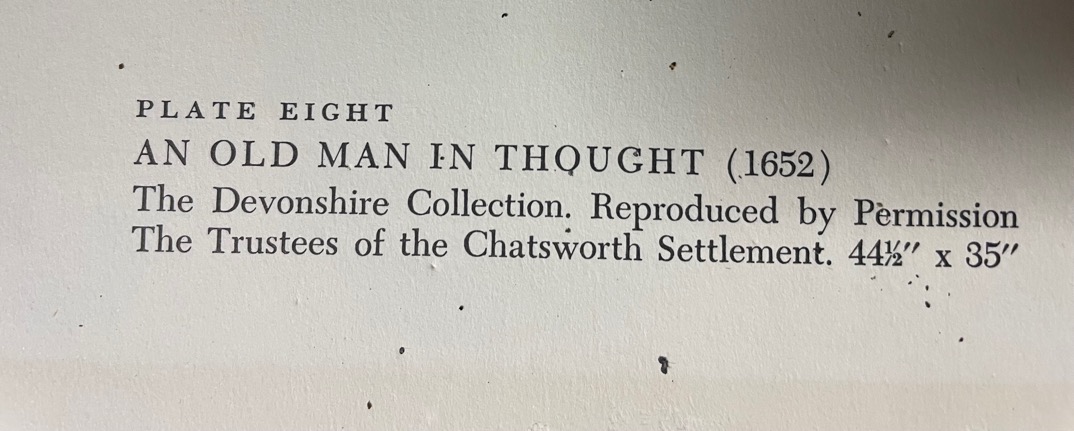 PLATE EIGHT
AN OLD MAN IN THOUGHT (1652)
The Devonshire Collection. Reproduced by Permission
The Trustees of the Chatsworth Settlement. 44½″ x 35″